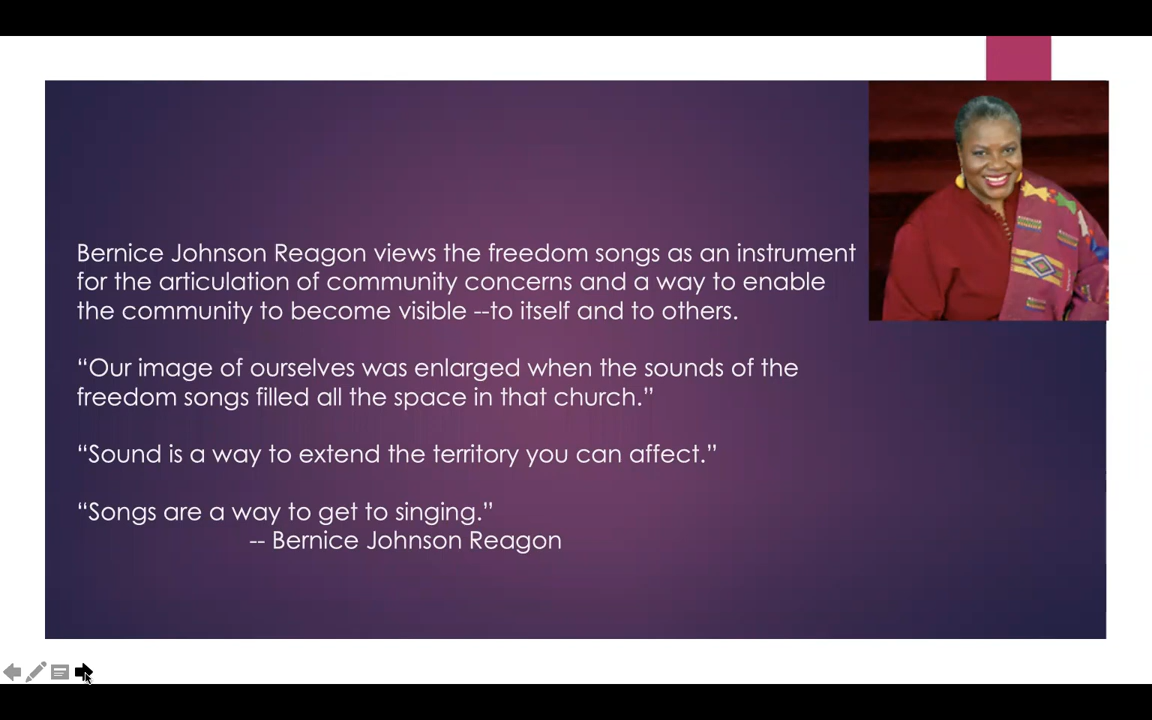 Bernice Johnson Reagon views the freedom songs as an instrument
for the articulation of community concerns and a way to enable
the community to become visible --to itself and to others.
“Our image of ourselves was enlarged when the sounds of the
freedom songs filled all the space in that church.”
“Sound is a way to extend the territory you can affect.”
“Songs are a way to get to singing.”
-- Bernice Johnson Reagon